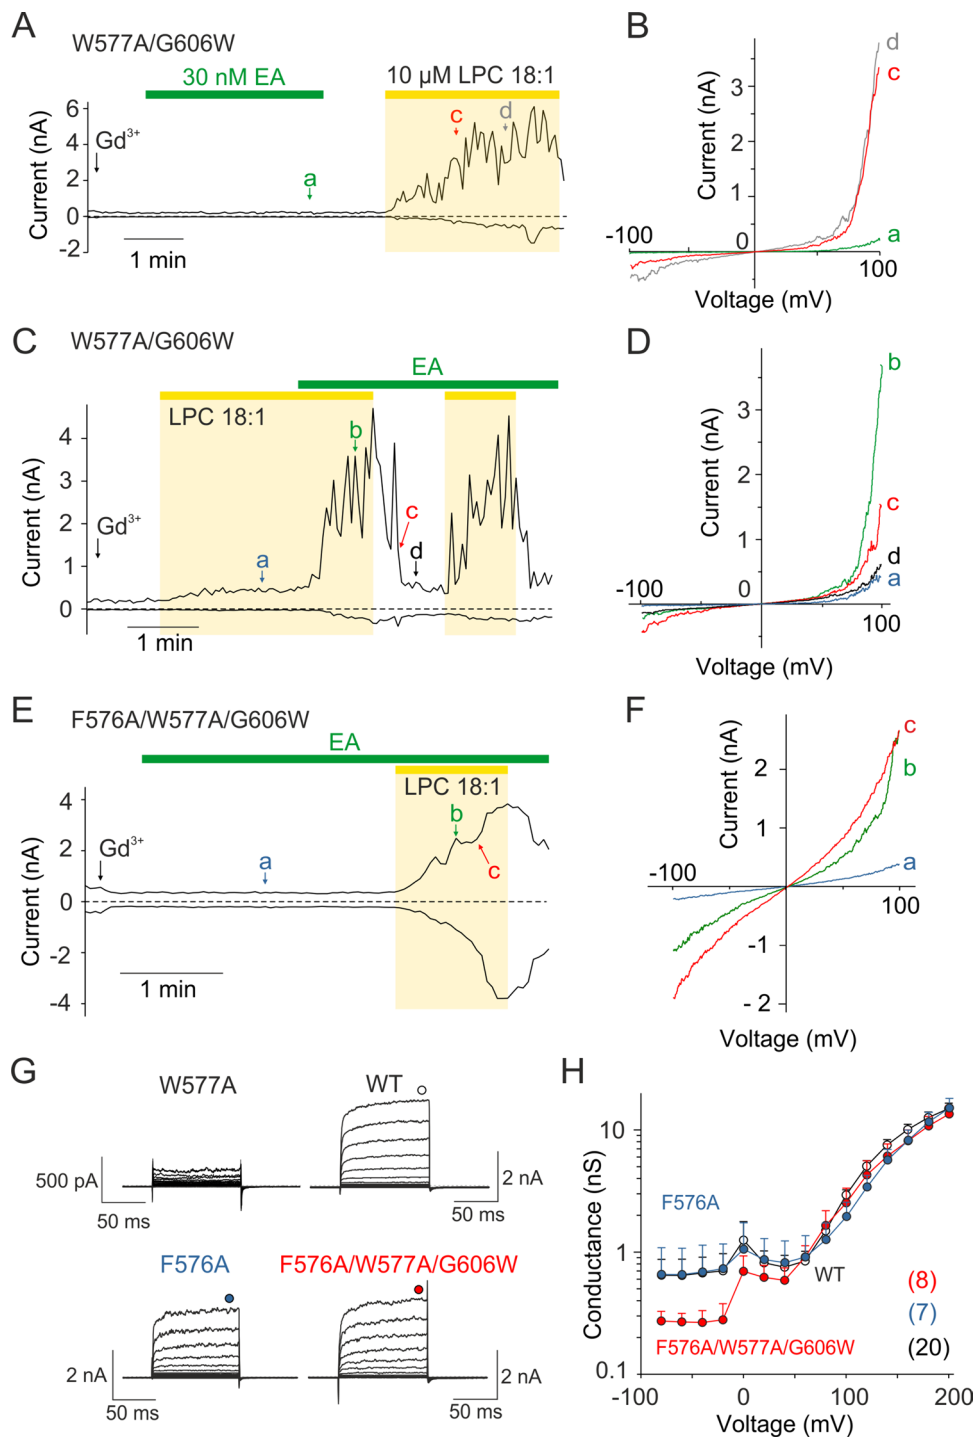 A
W577A/G606W
30 nM EA
10 µM LPC 18:1
Current (nA)
6
4
2
0
-2
Gd3+
a
c
d
1 min
B
Current (nA)
3
1
0
-100
100
d
c
a
Voltage (mV)
C
W577A/G606W
EA
LPC 18:1
Current (nA)
4
3
2
1
0
Gd3+
a
b
c
d
1 min
D
Current (nA)
3
1
0
-100
100
b
c
d
a
Voltage (mV)
E
F576A/W577A/G606W
EA
LPC 18:1
Current (nA)
4
2
0
-2
-4
Gd3+
a
b
c
1 min
F
Current (nA)
2
-100
100
-1
- 2
c
b
a
Voltage (mV)
G
W577A
WT
500 pA
50 ms
2 nA
50 ms
F576A
F576A/W577A/G606W
2 nA
50 ms
2 nA
50 ms
H
Conductance (nS)
10
1
0.1
F576A
WT
F576A/W577A/G606W
(8)
(7)
(20)
-100
0
100
200
Voltage (mV)